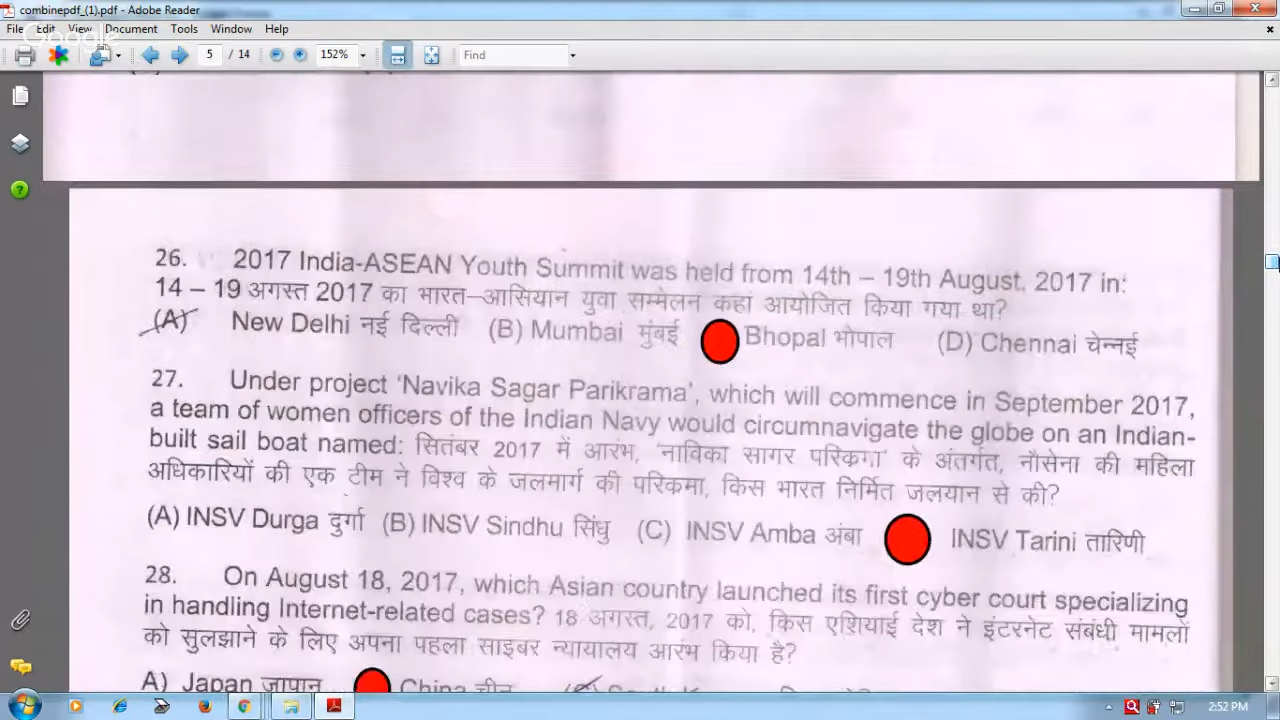 combinepdf_(1).pdf - Adobe Reader
File Edit View Document Tools Window Help
Google
5 / 14 152% Find
26. 2017 India-ASEAN Youth Summit was held from 14th – 19th August, 2017 in:
14 – 19 अगस्त 2017 का भारत–आसियान युवा सम्मेलन कहां आयोजित किया गया था?
(A) New Delhi नई दिल्ली (B) Mumbai मुंबई Bhopal भोपाल (D) Chennai चेन्नई
27. Under project ‘Navika Sagar Parikrama’, which will commence in September 2017,
a team of women officers of the Indian Navy would circumnavigate the globe on an Indian-
built sail boat named: सितंबर 2017 में आरंभ, 'नाविका सागर परिकमा' के अंतर्गत, नौसेना की महिला
अधिकारियों की एक टीम ने विश्व के जलमार्ग की परिकमा, किस भारत निर्मित जलयान से की?
(A) INSV Durga दुर्गा (B) INSV Sindhu सिंधु (C) INSV Amba अंबा INSV Tarini तारिणी
28. On August 18, 2017, which Asian country launched its first cyber court specializing
in handling Internet-related cases? 18 अगस्त, 2017 को, किस एशियाई देश ने इंटरनेट संबंधी मामलों
को सुलझाने के लिए अपना पहला साइबर न्यायालय आरंभ किया है?
A) Japan जापान China चीन
2:52 PM